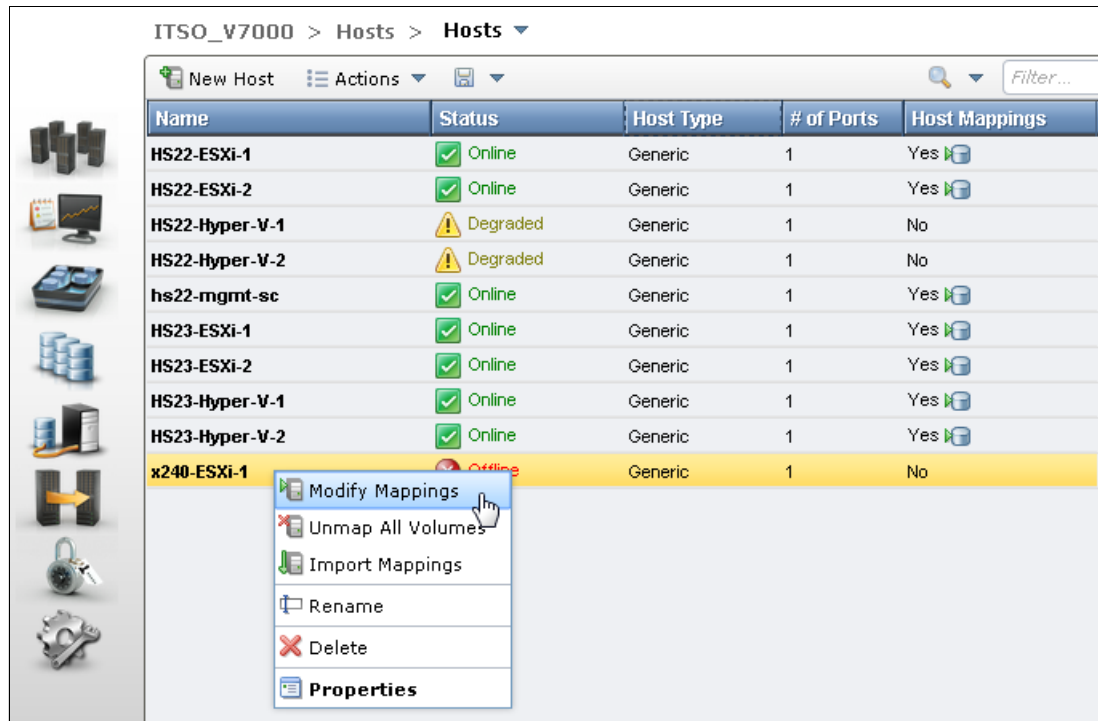 ITSO_V7000 > Hosts > Hosts
New Host Actions Filter...
Name Status Host Type # of Ports Host Mappings
HS22-ESXi-1 Online Generic 1 Yes
HS22-ESXi-2 Online Generic 1 Yes
HS22-Hyper-V-1 Degraded Generic 1 No
HS22-Hyper-V-2 Degraded Generic 1 No
hs22-mgmt-sc Online Generic 1 Yes
HS23-ESXi-1 Online Generic 1 Yes
HS23-ESXi-2 Online Generic 1 Yes
HS23-Hyper-V-1 Online Generic 1 Yes
HS23-Hyper-V-2 Online Generic 1 Yes
x240-ESXi-1 Offline Generic 1 No
Modify Mappings
Unmap All Volumes
Import Mappings
Rename
Delete
Properties